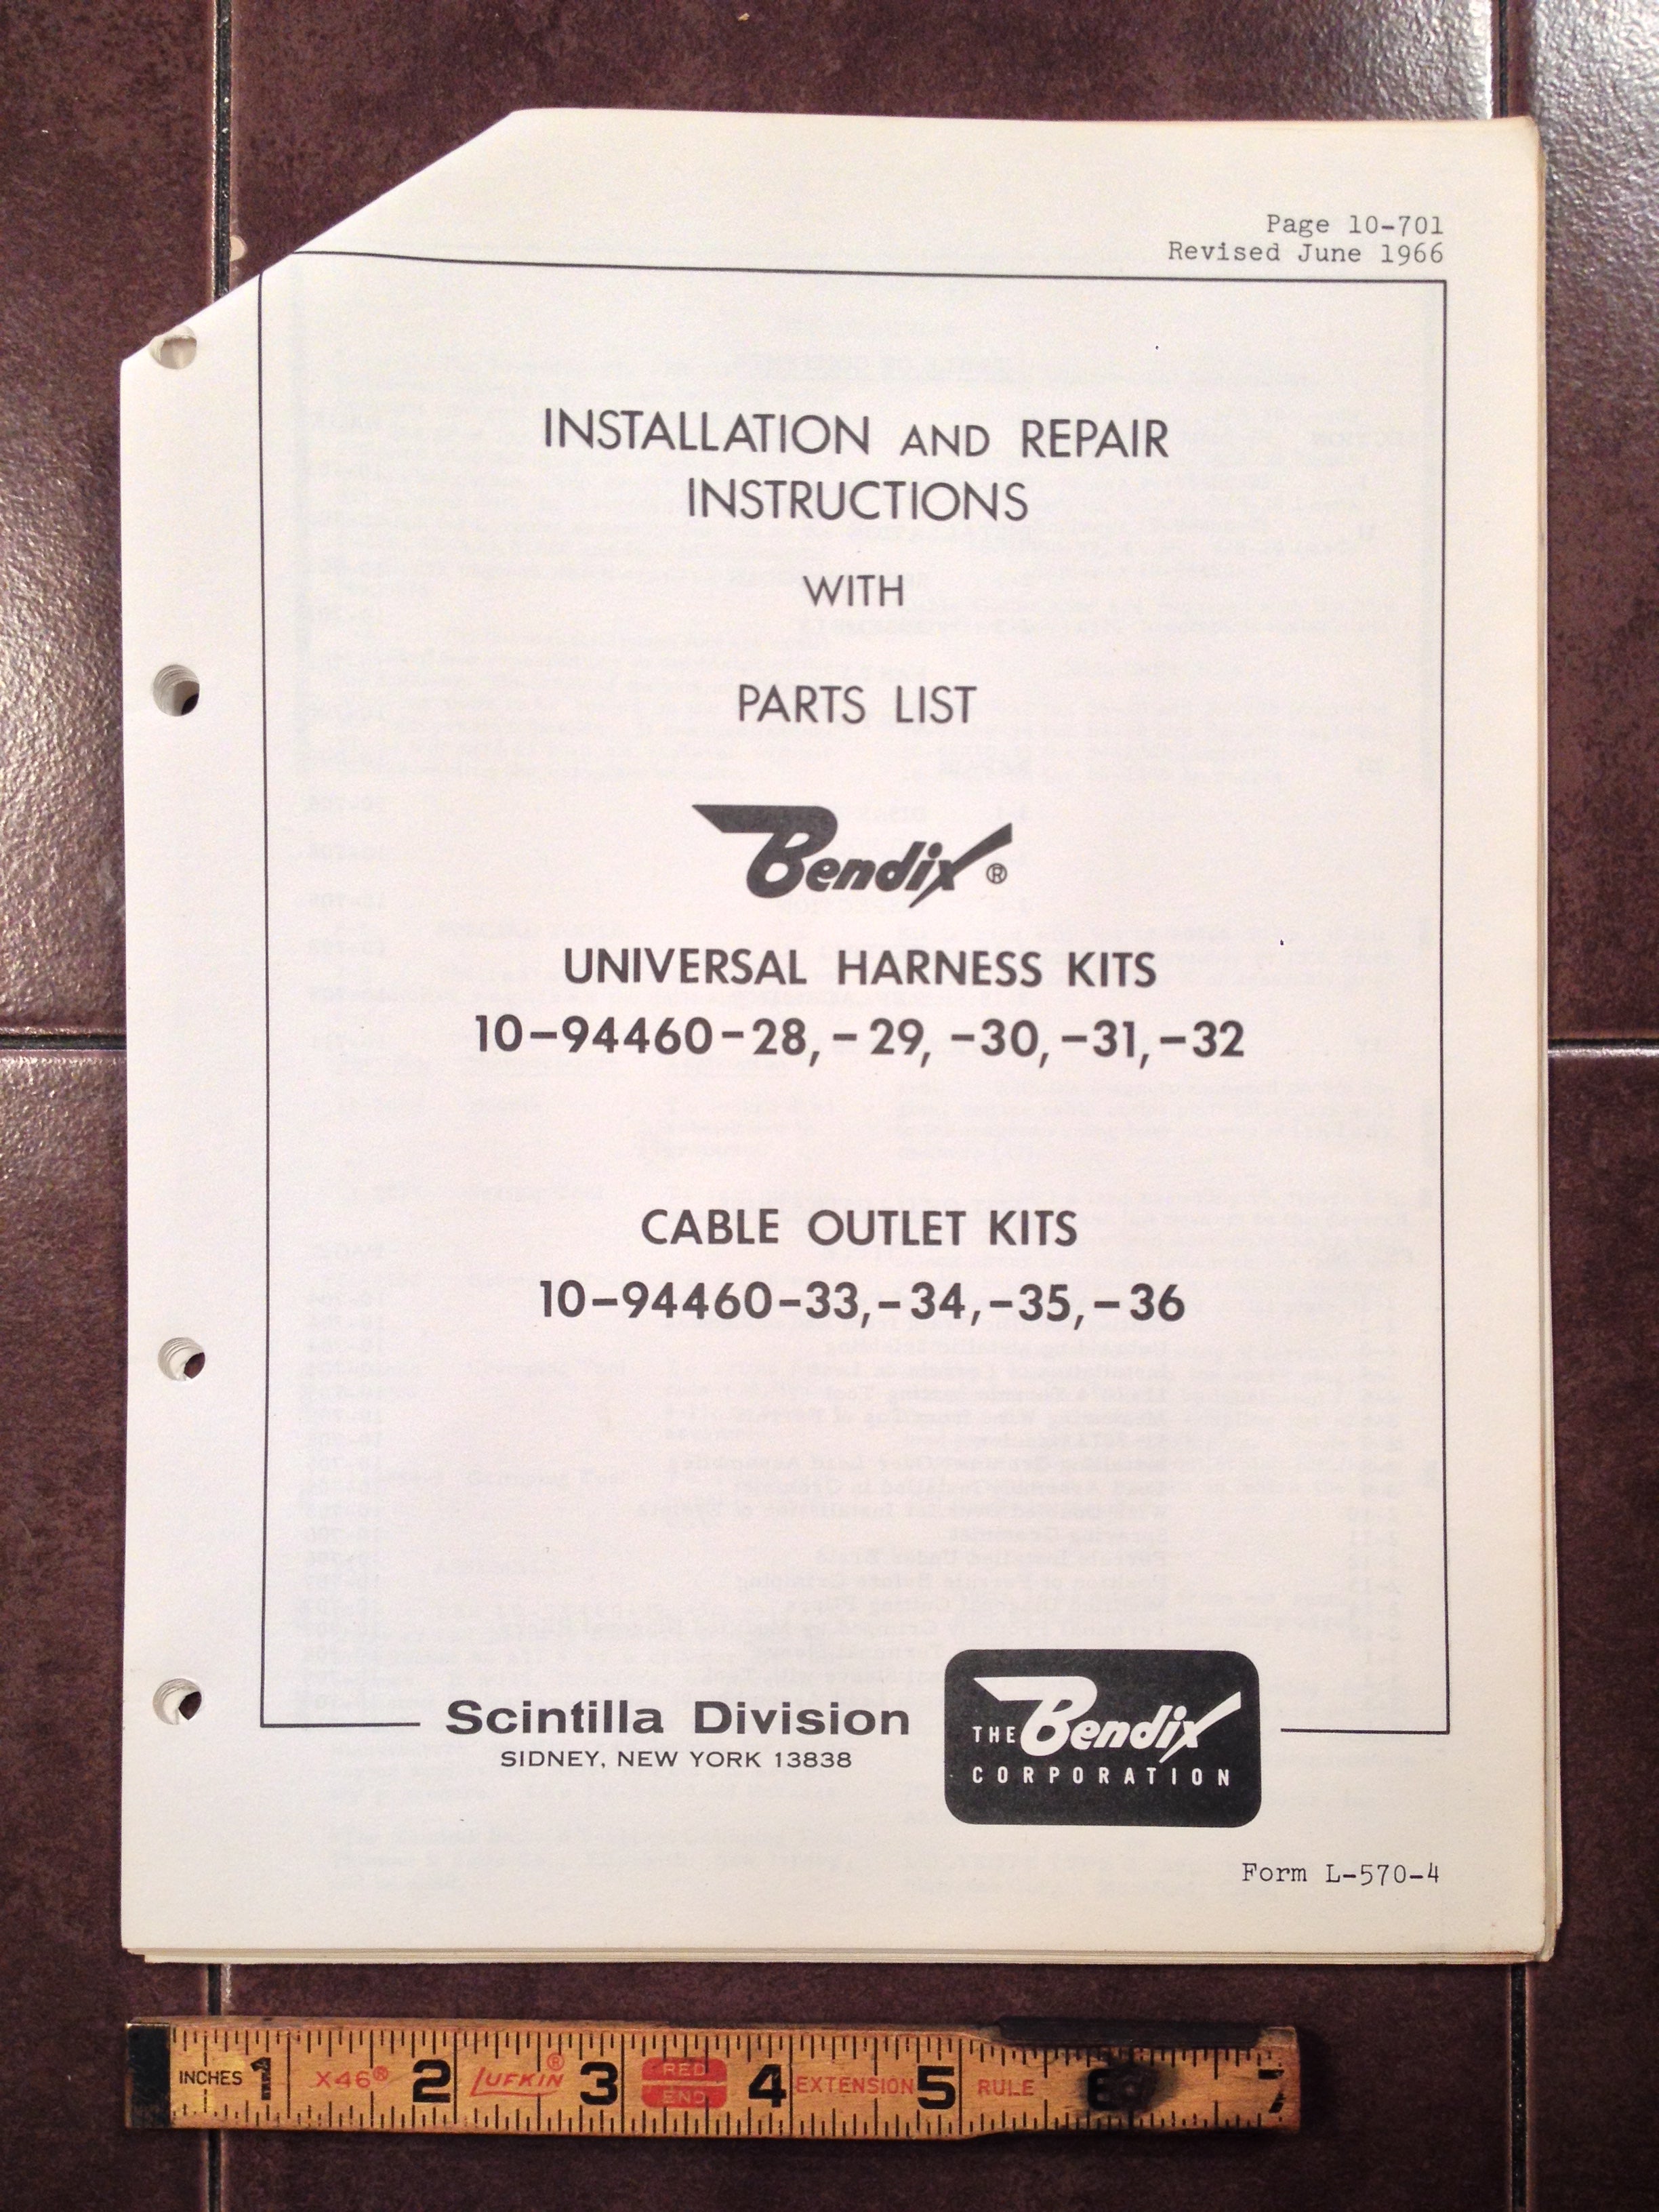 Page 10-701
Revised June 1966
INSTALLATION AND REPAIR
INSTRUCTIONS
WITH
PARTS LIST
Bendix®
UNIVERSAL HARNESS KITS
10-94460-28, -29, -30, -31, -32
CABLE OUTLET KITS
10-94460-33, -34, -35, -36
Scintilla Division
SIDNEY, NEW YORK 13838
THE Bendix
CORPORATION
Form L-570-4
INCHES 1 X46® 2 LUFKIN® 3 RED END 4 EXTENSION 5 RULE 6 7